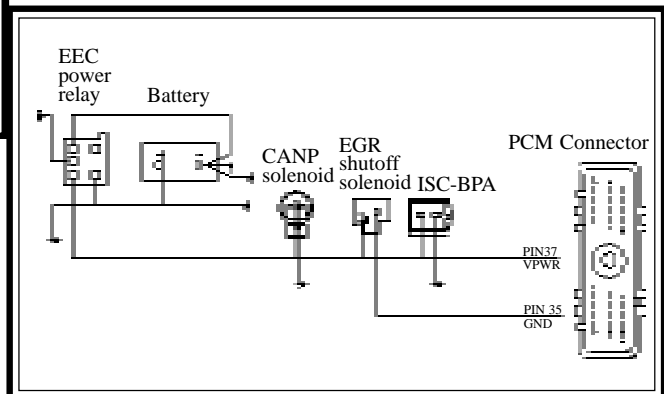 EEC
power
relay
Battery
CANP
solenoid
EGR
shutoff
solenoid
ISC-BPA
PCM Connector
PIN37
VPWR
PIN 35
GND